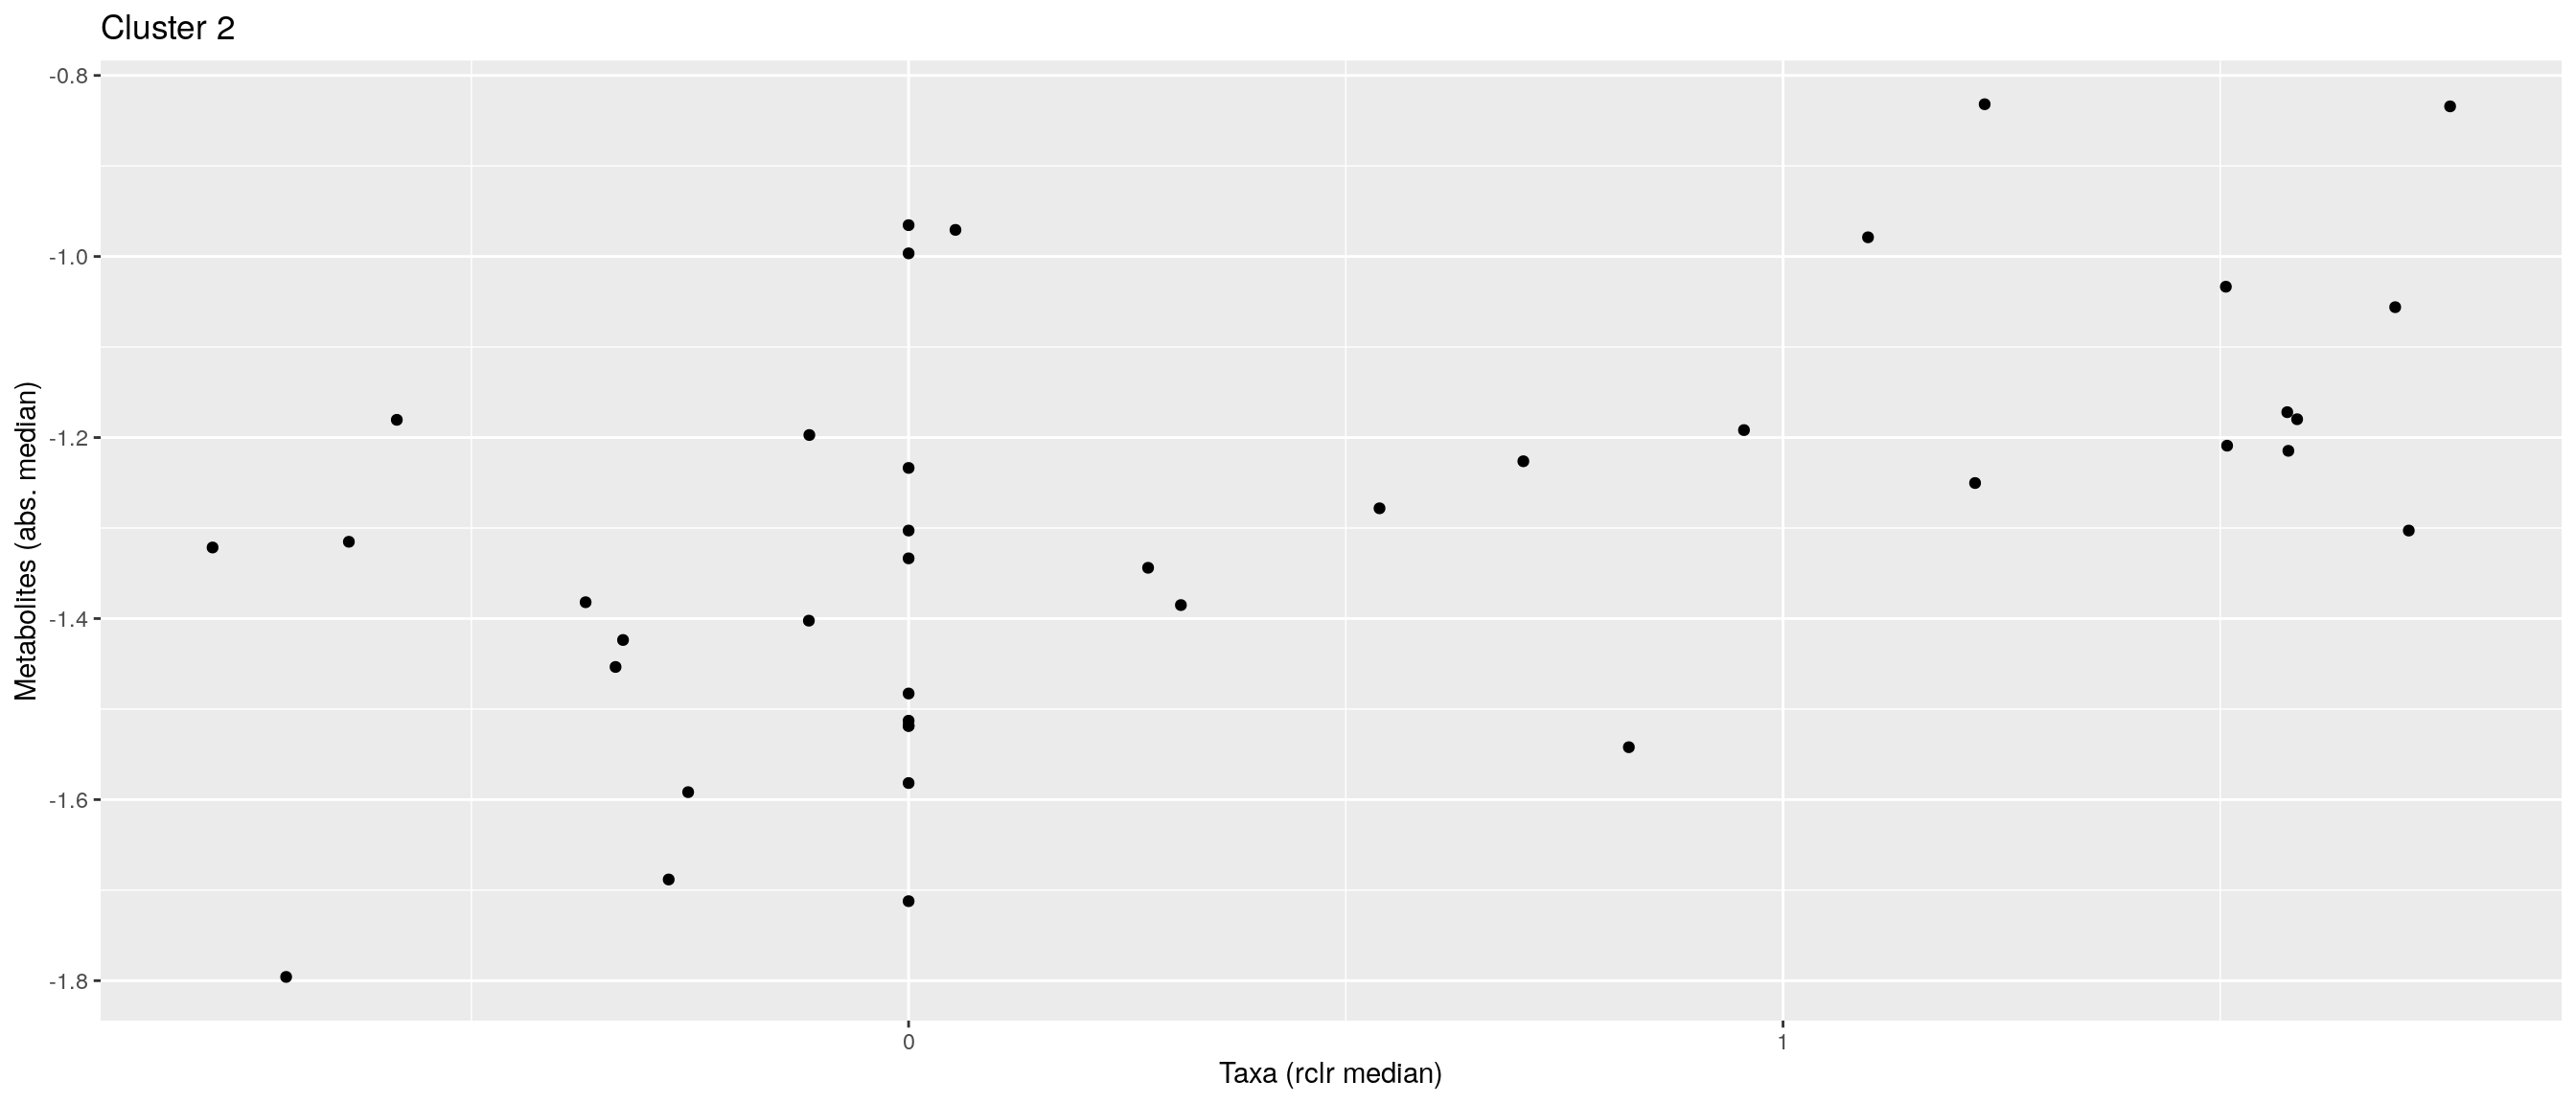 Cluster 2
-0.8
-1.0
-1.2
-1.4
-1.6
-1.8
Metabolites (abs. median)
0
1
Taxa (rclr median)